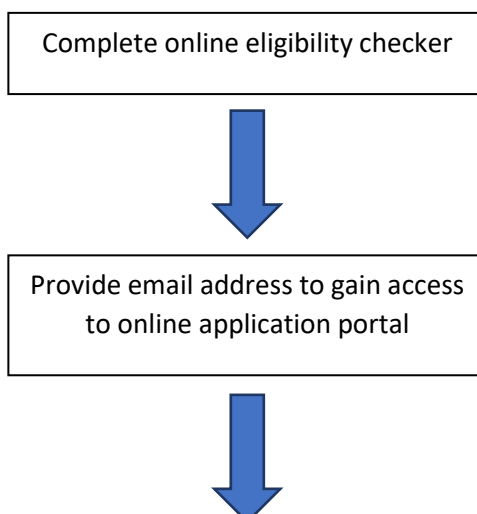 Complete online eligibility checker
Provide email address to gain access
to online application portal